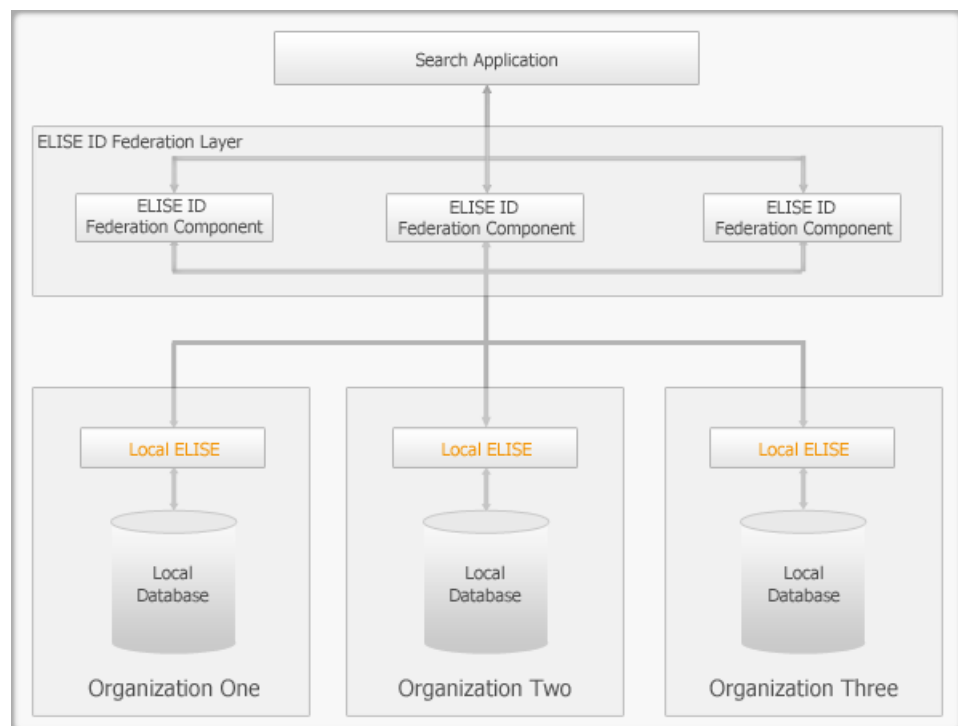 Search Application
ELISE ID Federation Layer
ELISE ID
Federation Component
ELISE ID
Federation Component
ELISE ID
Federation Component
Local ELISE
Local ELISE
Local ELISE
Local
Database
Local
Database
Local
Database
Organization One
Organization Two
Organization Three